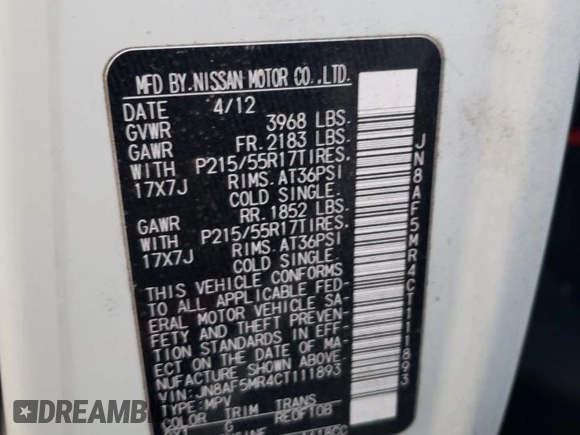 MFD BY.NISSAN MOTOR CO.,LTD.
DATE 4/12
GVWR 3968 LBS.
GAWR FR.2183 LBS.
WITH P215/55R17TIRES.
17X7J RIMS.AT36PSI
COLD SINGLE.
GAWR RR.1852 LBS.
WITH P215/55R17TIRES.
17X7J RIMS.AT36PSI
COLD SINGLE.
THIS VEHICLE CONFORMS
TO ALL APPLICABLE FED-
ERAL MOTOR VEHICLE SA-
FETY AND THEFT PREVEN-
TION STANDARDS IN EFF-
ECT ON THE DATE OF MA-
NUFACTURE SHOWN ABOVE.
VIN:JN8AF5MR4CT111893
TYPE:MPV
COLOR TRIM TRANS
G RE0F10B
JN8AF5MR4CT111893
RIDESAFELY.COM